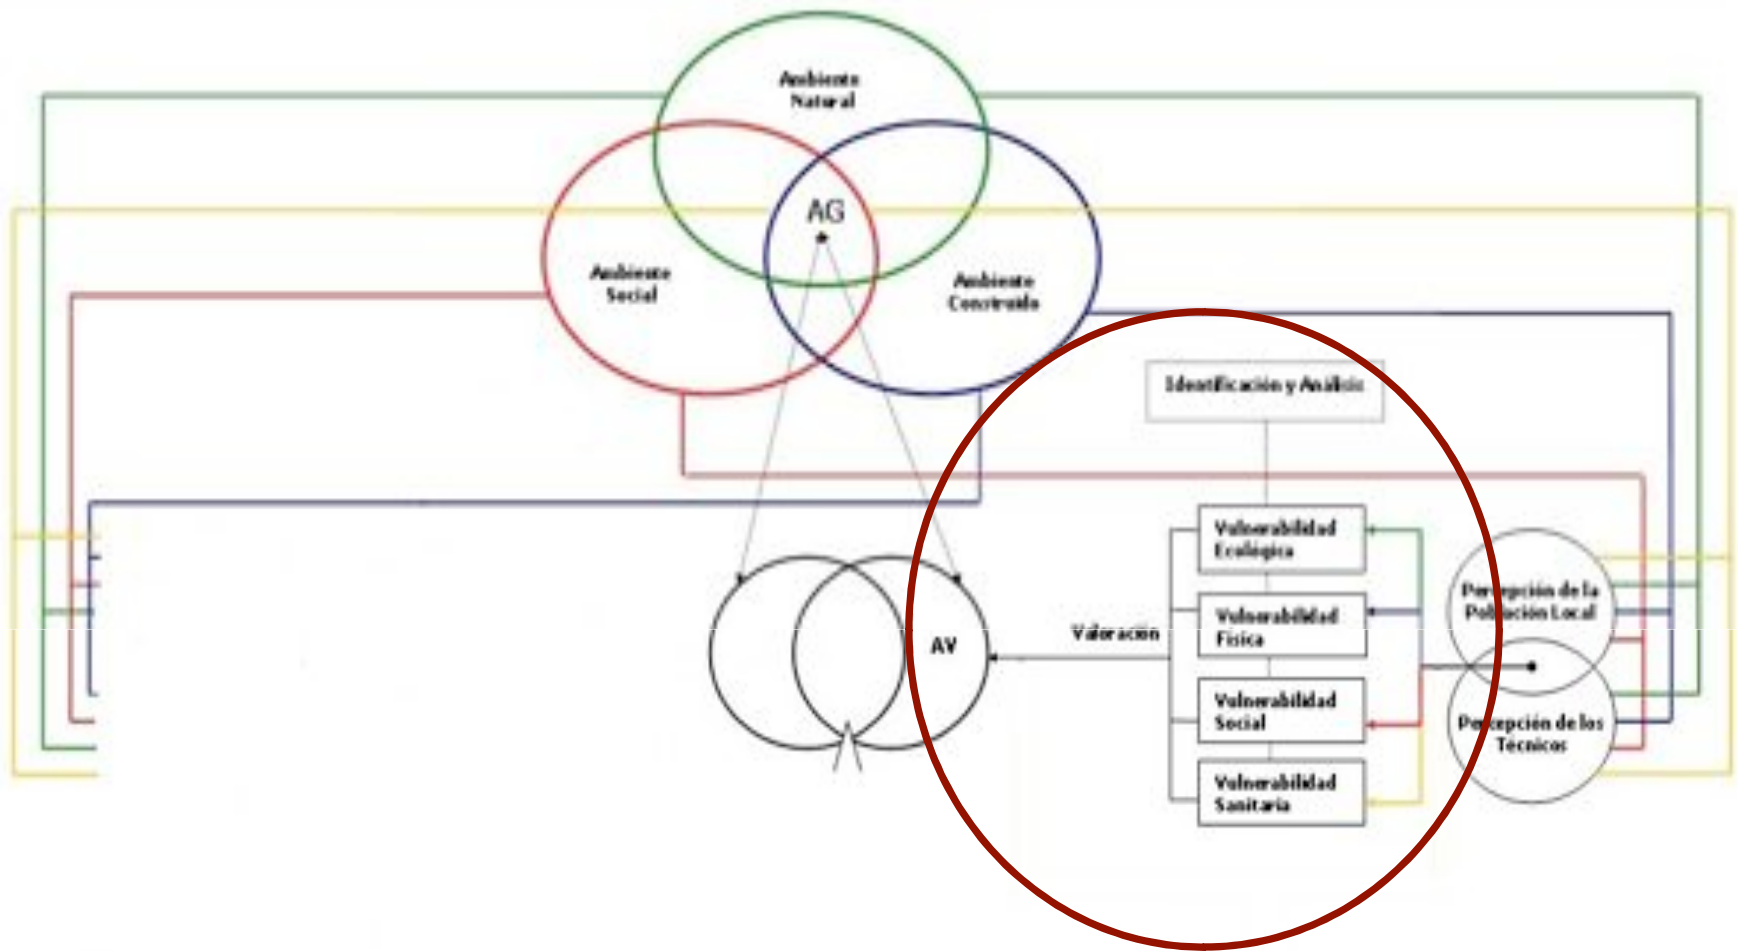 Ambiente
Natural
AG
Ambiente
Social
Ambiente
Construido
Identificación y Análisis
Vulnerabilidad
Ecológica
Vulnerabilidad
Física
Vulnerabilidad
Social
Vulnerabilidad
Sanitaria
Valoración
AV
Percepción de la
Población Local
Percepción de los
Técnicos